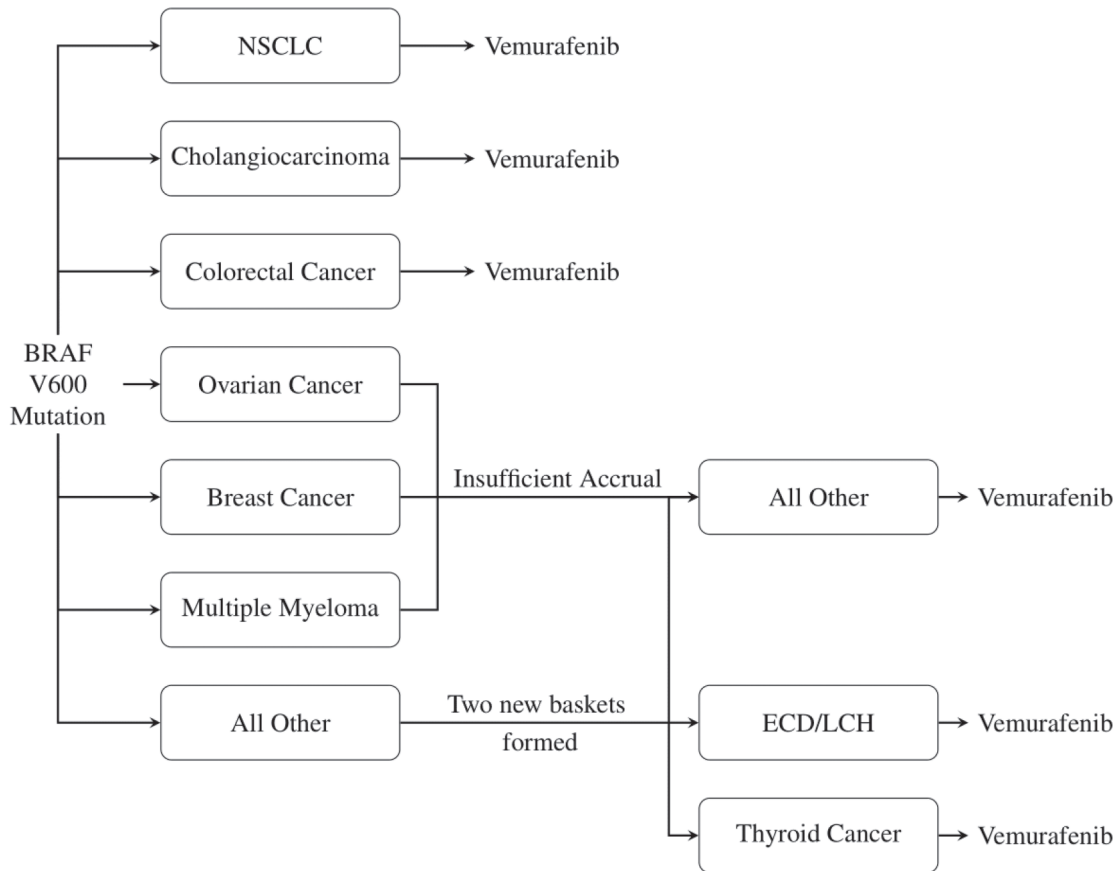 NSCLC
Vemurafenib
Cholangiocarcinoma
Vemurafenib
Colorectal Cancer
Vemurafenib
BRAF
V600
Mutation
Ovarian Cancer
Insufficient Accrual
Breast Cancer
All Other
Vemurafenib
Multiple Myeloma
Two new baskets
formed
All Other
ECD/LCH
Vemurafenib
Thyroid Cancer
Vemurafenib